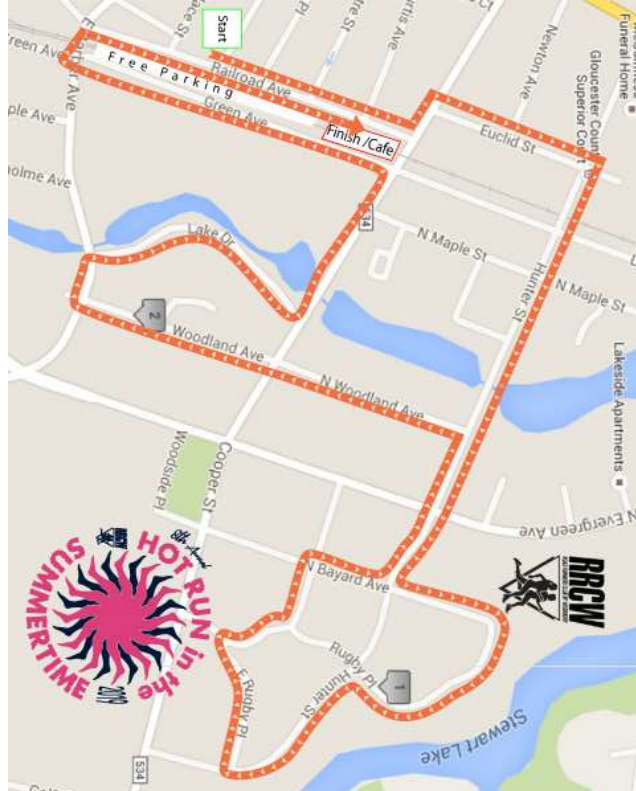 Start
Free Parking
Finish /Cafe
Railroad Ave
Green Ave
Green Ave
Ave
Newton Ave
Funeral Home
Gloucester Coun
Superior Court
Euclid St
534
N Maple St
N Maple St
Hunter St
Lake Dr
Lakeside Apartments
2
Woodland Ave
N Woodland Ave
Cooper St
Woodside Pl
N Evergreen Ave
N Bayard Ave
RRCW
Rugby Pl
1
Hunter St
E Rugby Pl
Stewart Lake
534
HOT RUN in the
SUMMERTIME
2019
RRCW